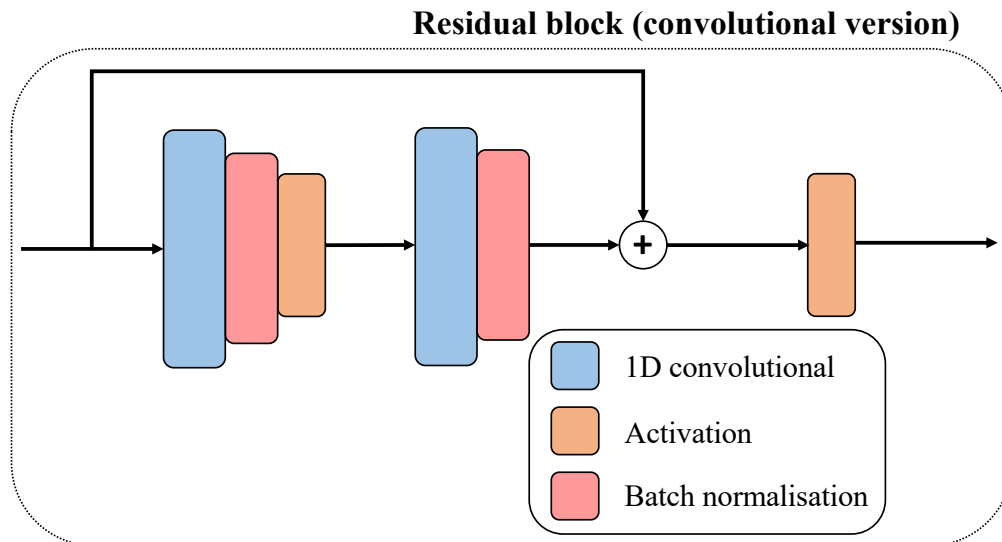 Residual block (convolutional version)
+
1D convolutional
Activation
Batch normalisation